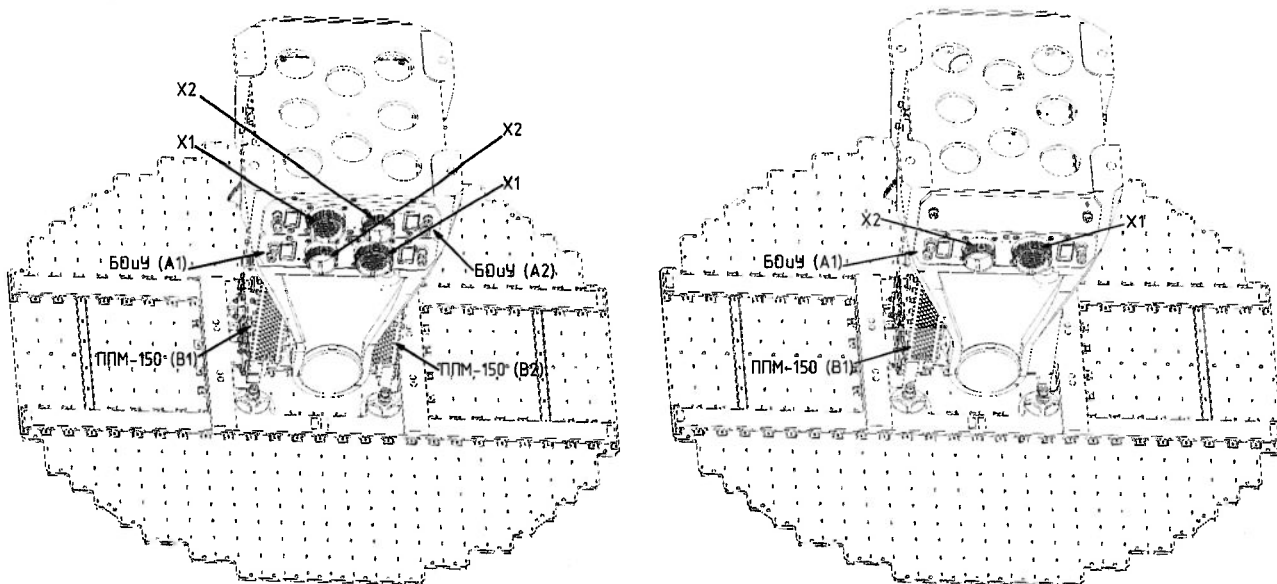 X2
X2
X1
X1
БОиУ (А1)
БОиУ (А2)
ППМ-150 (В1)
ППМ-150 (В2)
X2
X1
БОиУ (А1)
ППМ-150 (В1)